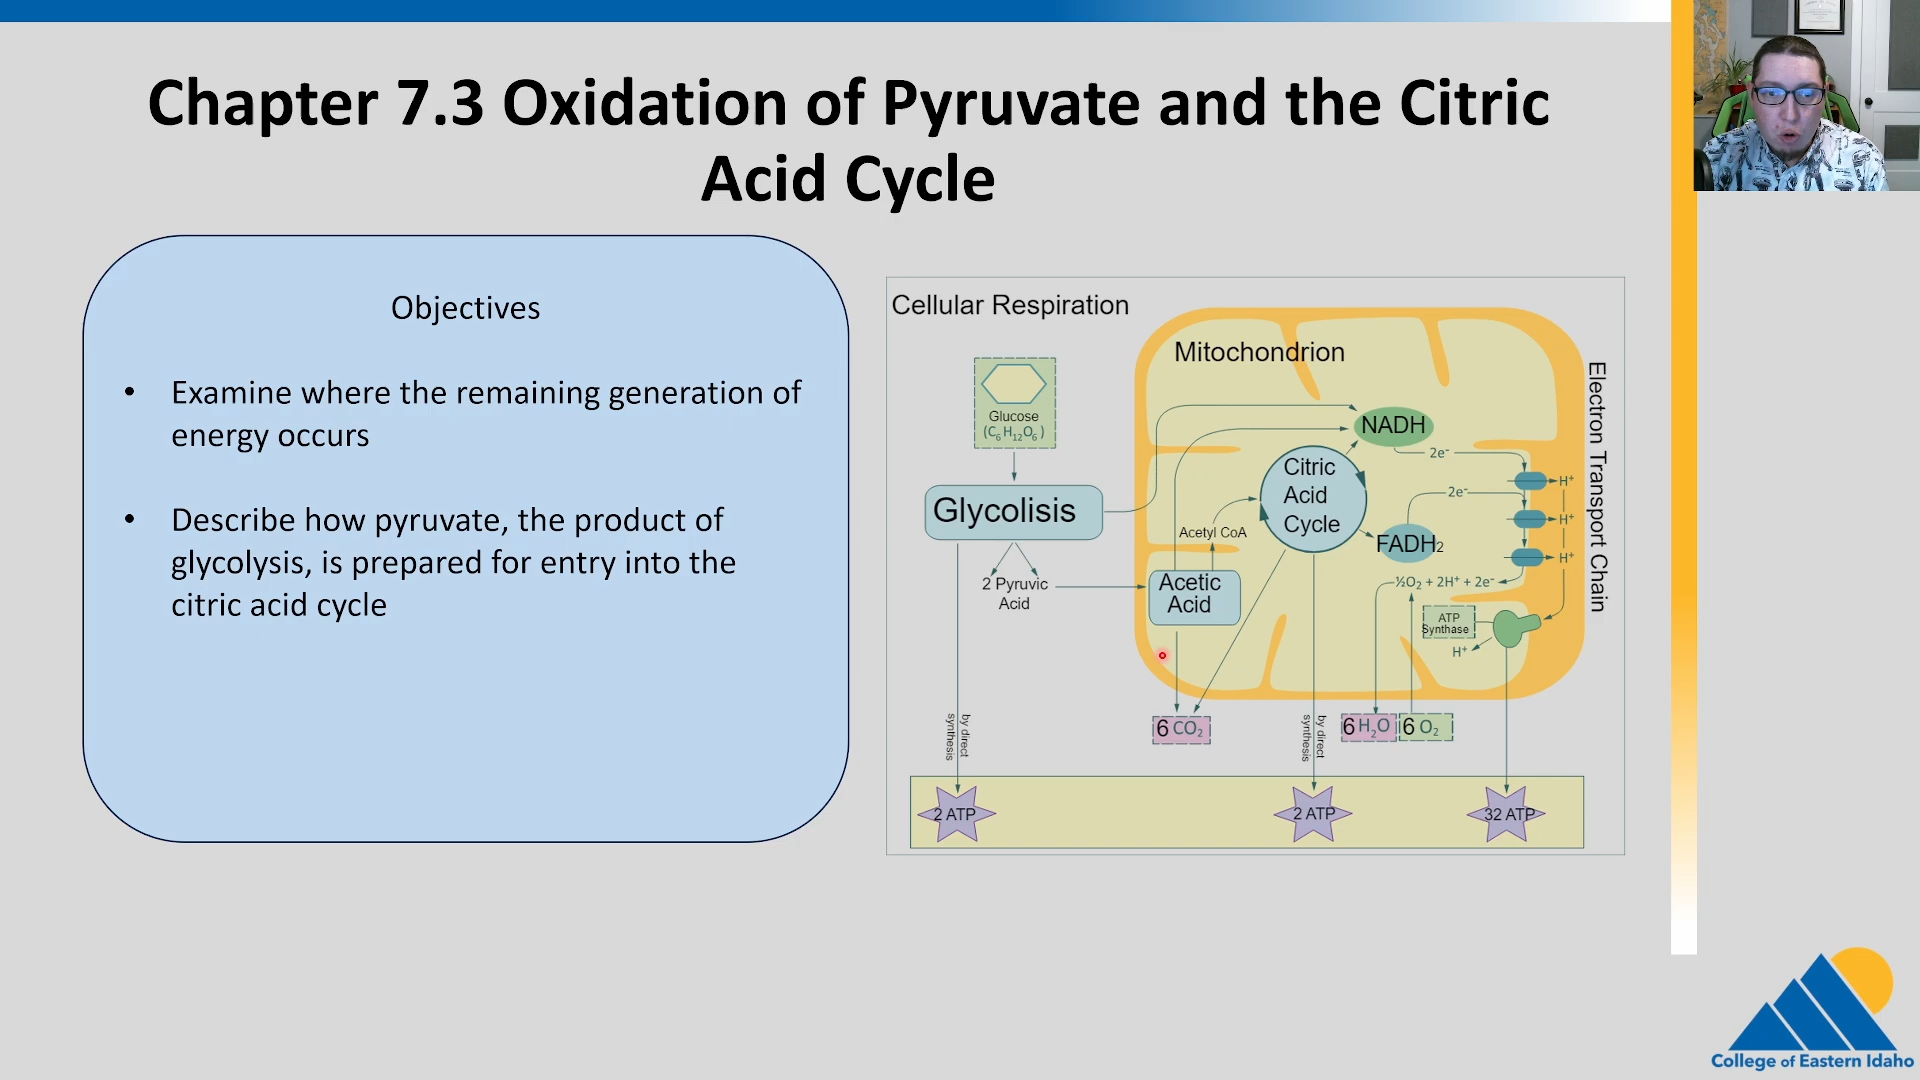 Chapter 7.3 Oxidation of Pyruvate and the Citric
Acid Cycle
Objectives
• Examine where the remaining generation of
energy occurs
• Describe how pyruvate, the product of
glycolysis, is prepared for entry into the
citric acid cycle
Cellular Respiration
Mitochondrion
Glucose
(C₆H₁₂O₆)
Glycolisis
2 Pyruvic
Acid
Acetic
Acid
Acetyl CoA
Citric
Acid
Cycle
NADH
FADH₂
2e⁻
2e⁻
H⁺
H⁺
H⁺
½O₂ + 2H⁺ + 2e⁻
ATP
Synthase
H⁺
Electron Transport Chain
by direct
synthesis
6 CO₂
by direct
synthesis
6 H₂O
6 O₂
2 ATP
2 ATP
32 ATP
College of Eastern Idaho